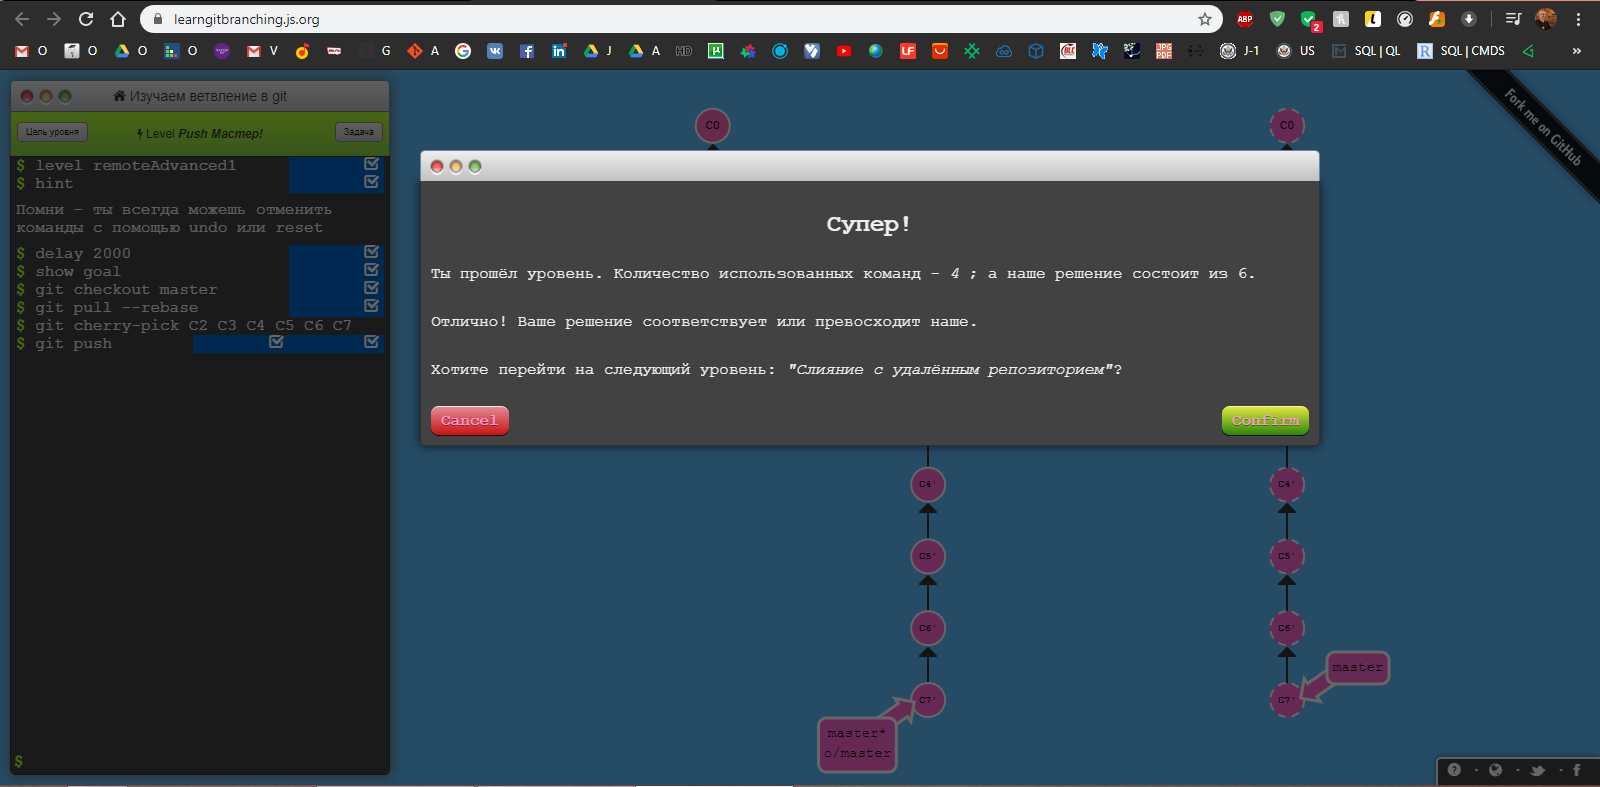 learngitbranching.js.org
ABP
2
O
O
O
O
V
G
A
J
A
HD
J-1
US
SQL | QL
SQL | CMDS
»
Изучаем ветвление в git
Цель уровня
Level Push Мастер!
Задача
$ level remoteAdvanced1
$ hint
Помни - ты всегда можешь отменить
команды с помощью undo или reset
$ delay 2000
$ show goal
$ git checkout master
$ git pull --rebase
$ git cherry-pick C2 C3 C4 C5 C6 C7
$ git push
$
C0
C0
Fork me on GitHub
Супер!
Ты прошёл уровень. Количество использованных команд - 4 ; а наше решение состоит из 6.
Отлично! Ваше решение соответствует или превосходит наше.
Хотите перейти на следующий уровень: "Слияние с удалённым репозиторием"?
Cancel
Confirm
C4'
C4'
C5'
C5'
C6'
C6'
master
C7'
C7'
master*
o/master